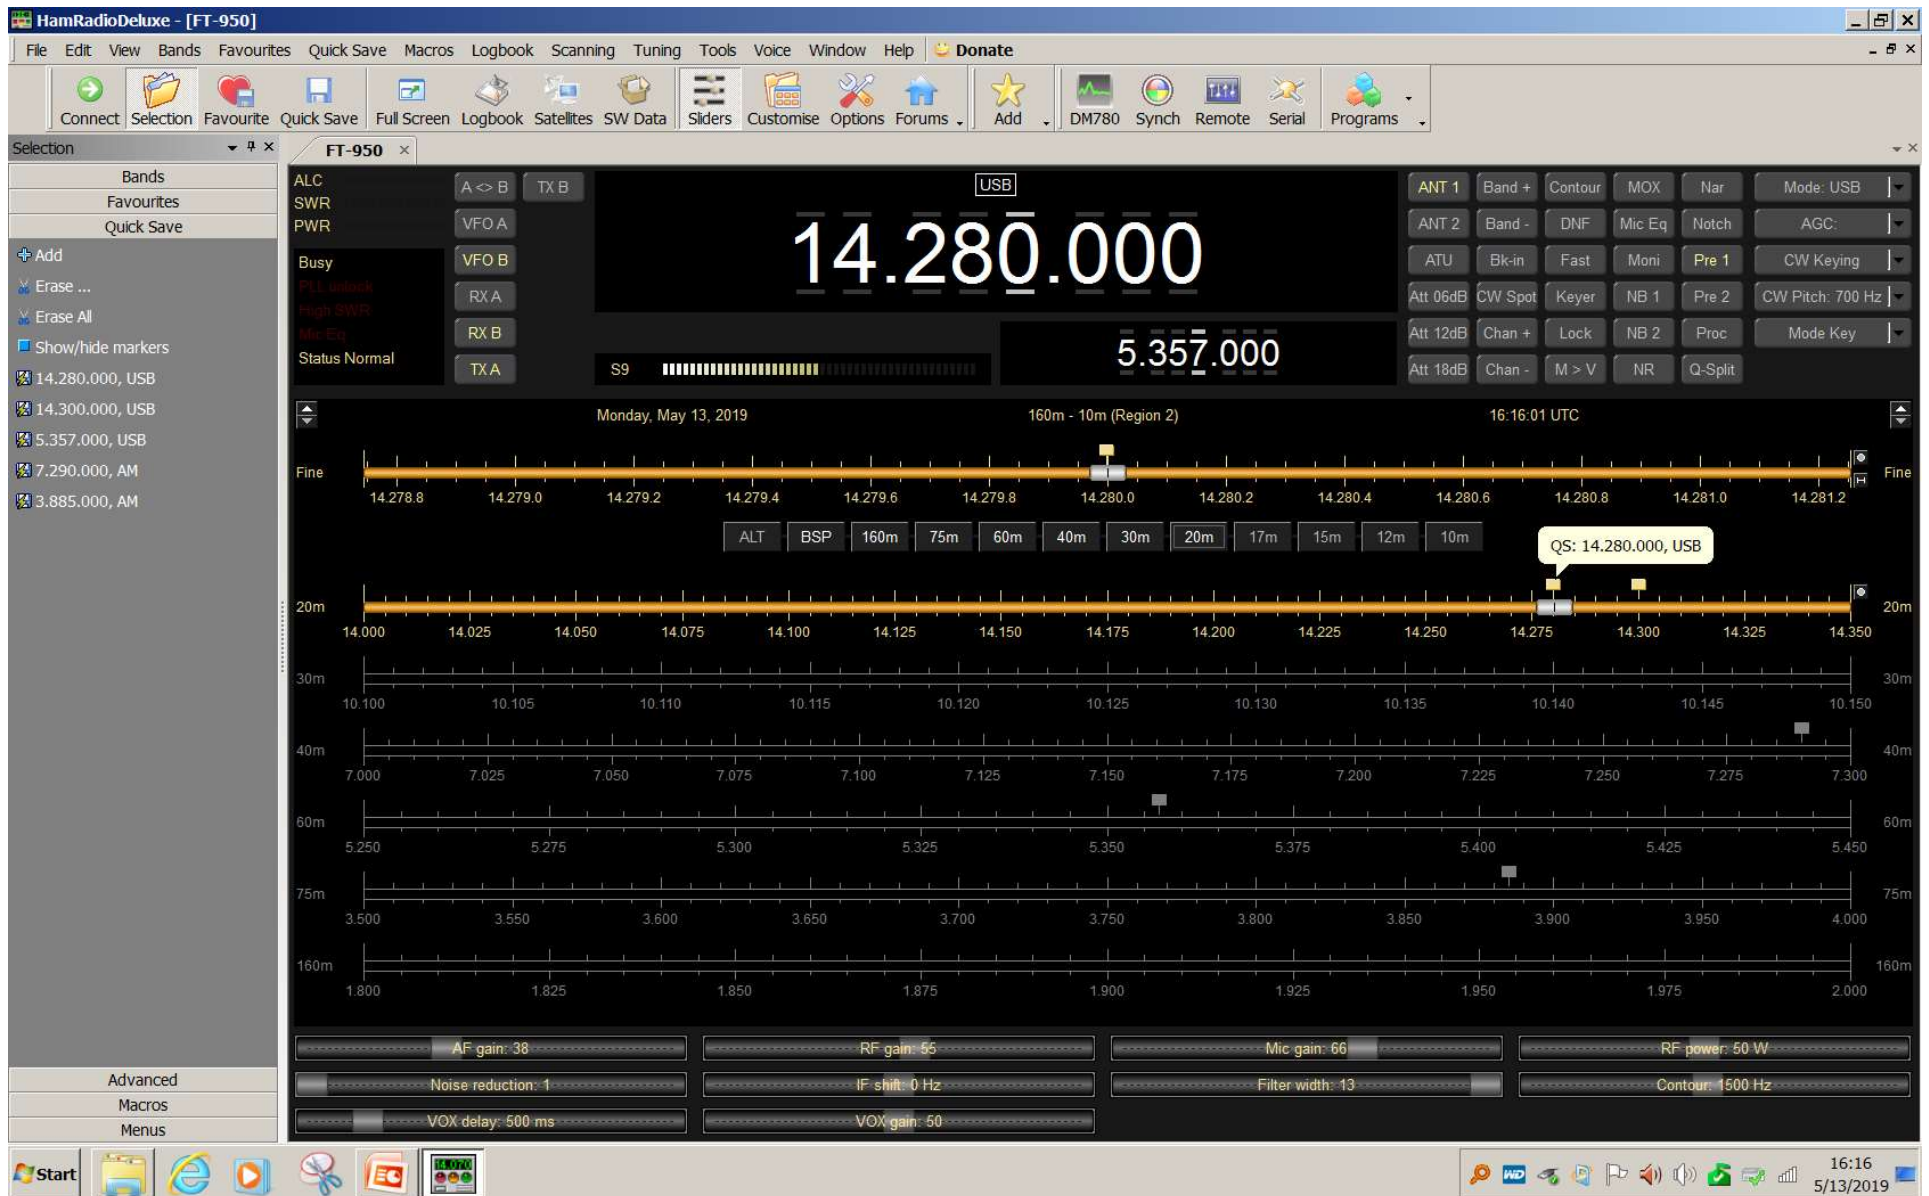 HamRadioDeluxe - [FT-950]
File Edit View Bands Favourites Quick Save Macros Logbook Scanning Tuning Tools Voice Window Help Donate
Connect Selection Favourite Quick Save Full Screen Logbook Satellites SW Data Sliders Customise Options Forums Add DM780 Synch Remote Serial Programs
Selection
FT-950
Bands
Favourites
Quick Save
Add
Erase ...
Erase All
Show/hide markers
14.280.000, USB
14.300.000, USB
5.357.000, USB
7.290.000, AM
3.885.000, AM
Advanced
Macros
Menus
ALC
SWR
PWR
Busy
PLL unlock
High SWR
Mic Eq
Status Normal
A <> B TX B
VFO A
VFO B
RX A
RX B
TX A
USB
14.280.000
5.357.000
S9
ANT 1 Band + Contour MOX Nar Mode: USB
ANT 2 Band - DNF Mic Eq Notch AGC:
ATU Bk-in Fast Moni Pre 1 CW Keying
Att 06dB CW Spot Keyer NB 1 Pre 2 CW Pitch: 700 Hz
Att 12dB Chan + Lock NB 2 Proc Mode Key
Att 18dB Chan - M > V NR Q-Split
Monday, May 13, 2019 160m - 10m (Region 2) 16:16:01 UTC
Fine Fine
14.278.8 14.279.0 14.279.2 14.279.4 14.279.6 14.279.8 14.280.0 14.280.2 14.280.4 14.280.6 14.280.8 14.281.0 14.281.2
ALT BSP 160m 75m 60m 40m 30m 20m 17m 15m 12m 10m
QS: 14.280.000, USB
20m 20m
14.000 14.025 14.050 14.075 14.100 14.125 14.150 14.175 14.200 14.225 14.250 14.275 14.300 14.325 14.350
30m 30m
10.100 10.105 10.110 10.115 10.120 10.125 10.130 10.135 10.140 10.145 10.150
40m 40m
7.000 7.025 7.050 7.075 7.100 7.125 7.150 7.175 7.200 7.225 7.250 7.275 7.300
60m 60m
5.250 5.275 5.300 5.325 5.350 5.375 5.400 5.425 5.450
75m 75m
3.500 3.550 3.600 3.650 3.700 3.750 3.800 3.850 3.900 3.950 4.000
160m 160m
1.800 1.825 1.850 1.875 1.900 1.925 1.950 1.975 2.000
AF gain: 38 RF gain: 55 Mic gain: 66 RF power: 50 W
Noise reduction: 1 IF shift: 0 Hz Filter width: 13 Contour: 1500 Hz
VOX delay: 500 ms VOX gain: 50
Start
14.070
WD
16:16
5/13/2019